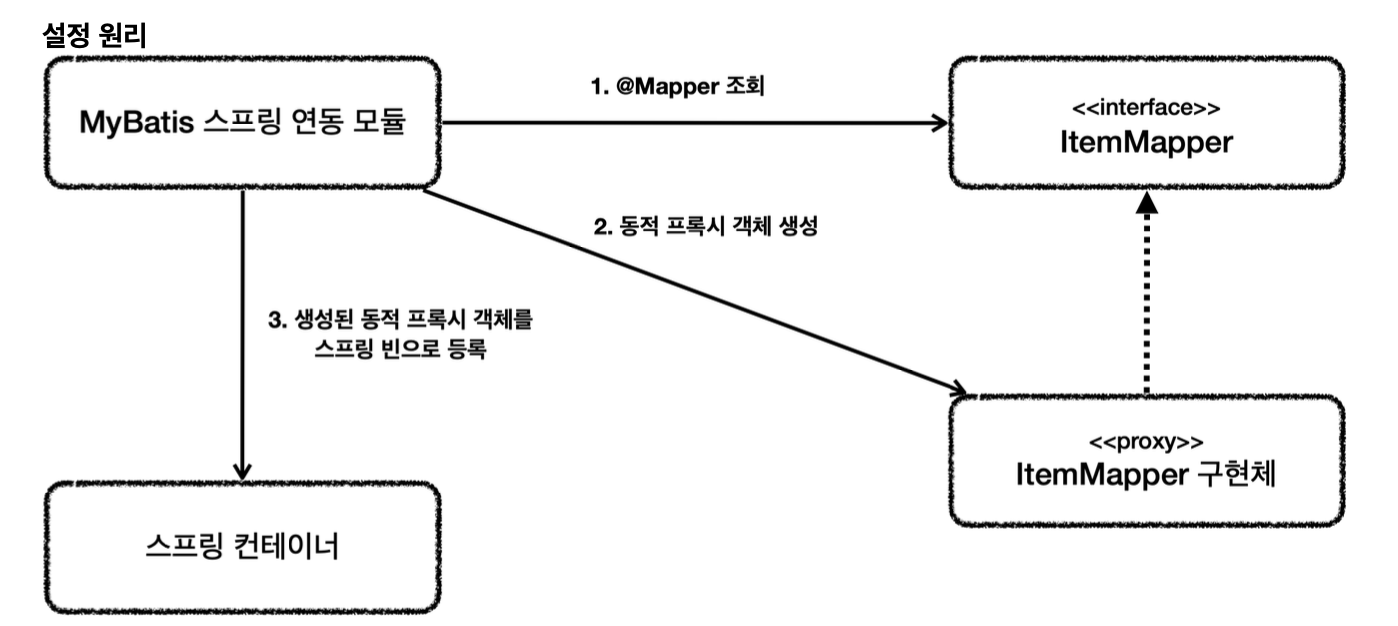 설정 원리
MyBatis 스프링 연동 모듈
1. @Mapper 조회
<<interface>>
ItemMapper
2. 동적 프록시 객체 생성
3. 생성된 동적 프록시 객체를
스프링 빈으로 등록
<<proxy>>
ItemMapper 구현체
스프링 컨테이너